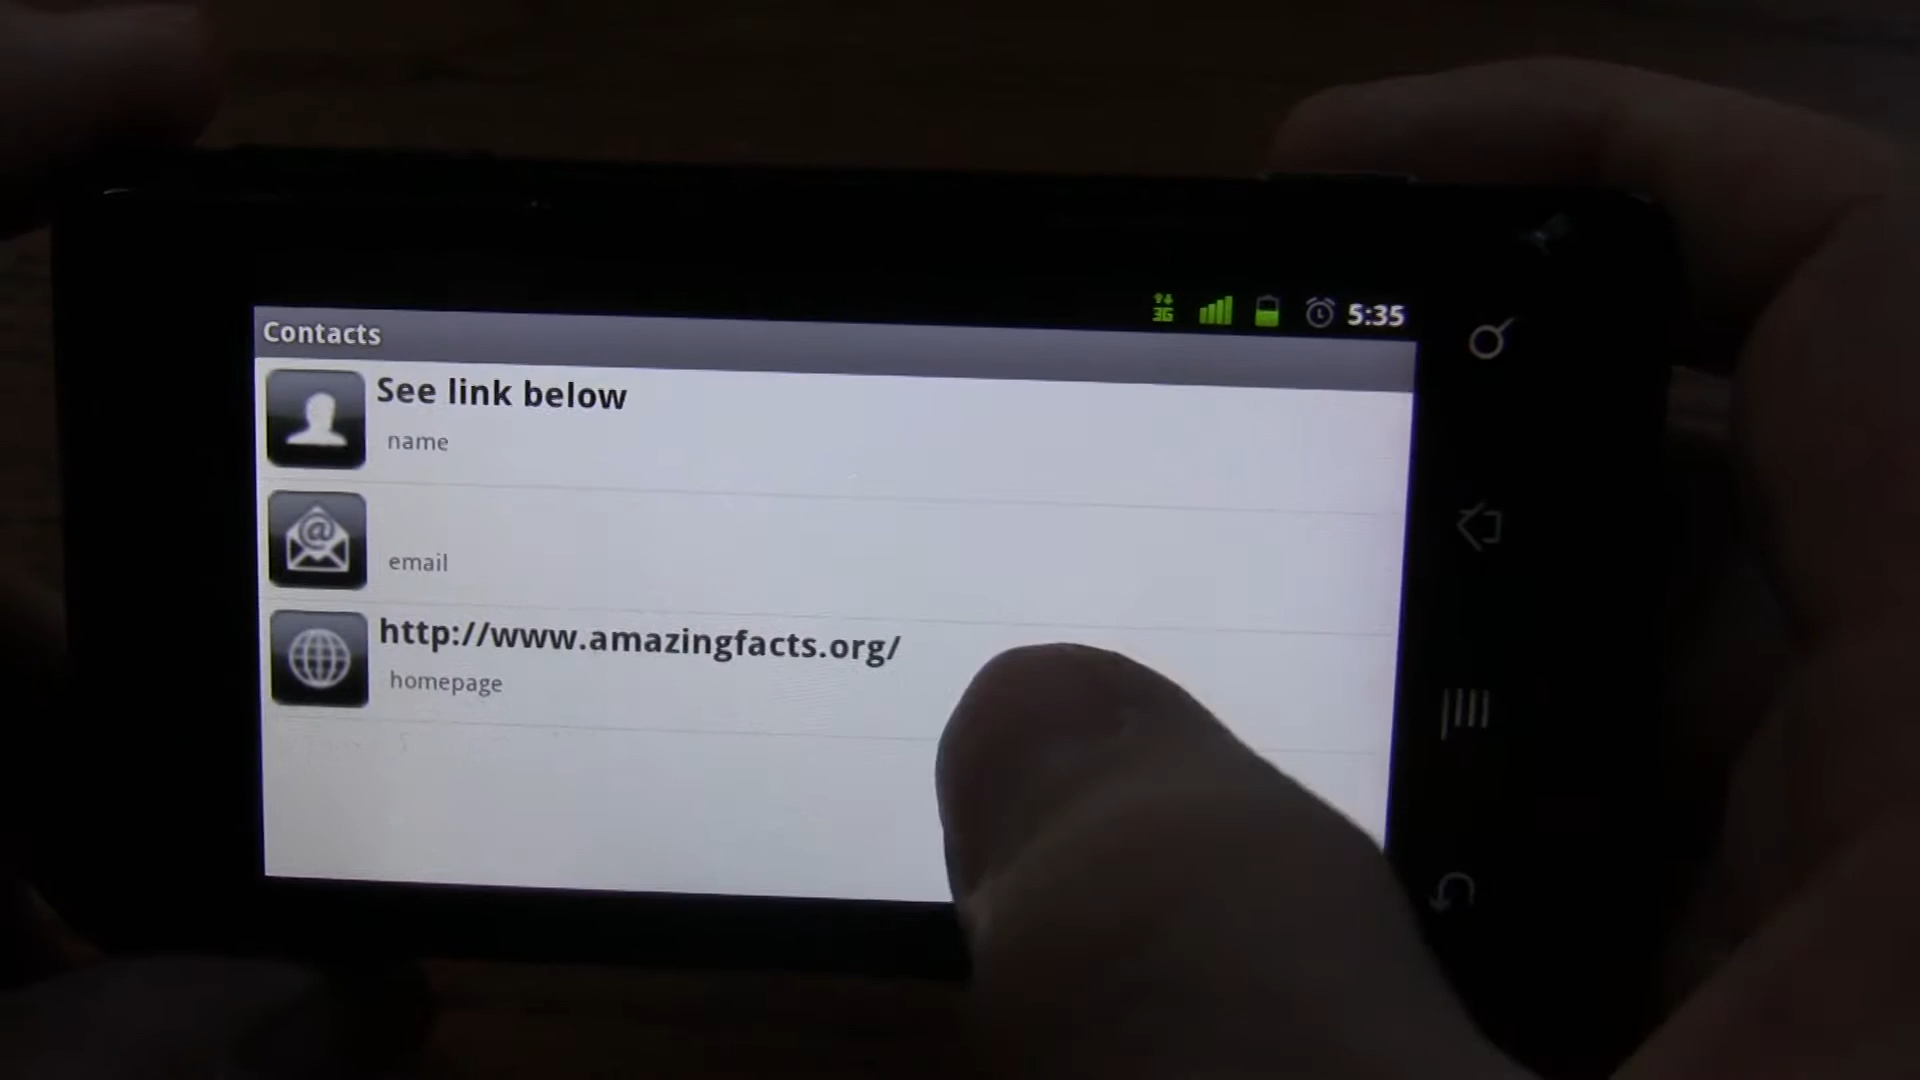 3G 5:35
Contacts
See link below
name
@
email
http://www.amazingfacts.org/
homepage